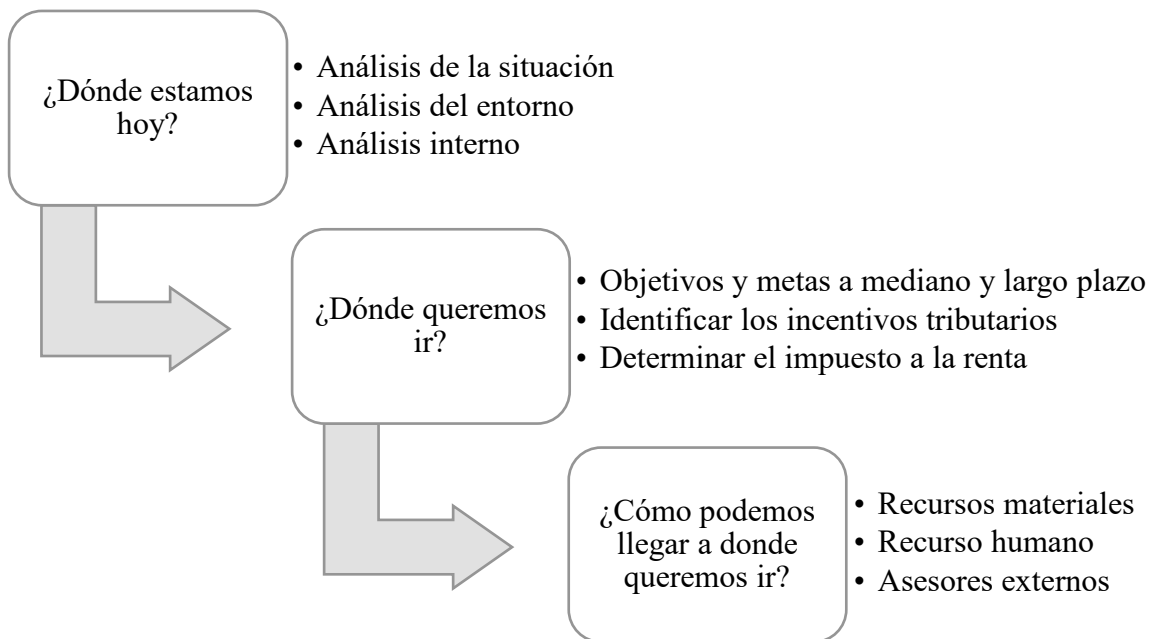 ¿Dónde estamos
hoy?
• Análisis de la situación
• Análisis del entorno
• Análisis interno
¿Dónde queremos
ir?
• Objetivos y metas a mediano y largo plazo
• Identificar los incentivos tributarios
• Determinar el impuesto a la renta
¿Cómo podemos
llegar a donde
queremos ir?
• Recursos materiales
• Recurso humano
• Asesores externos